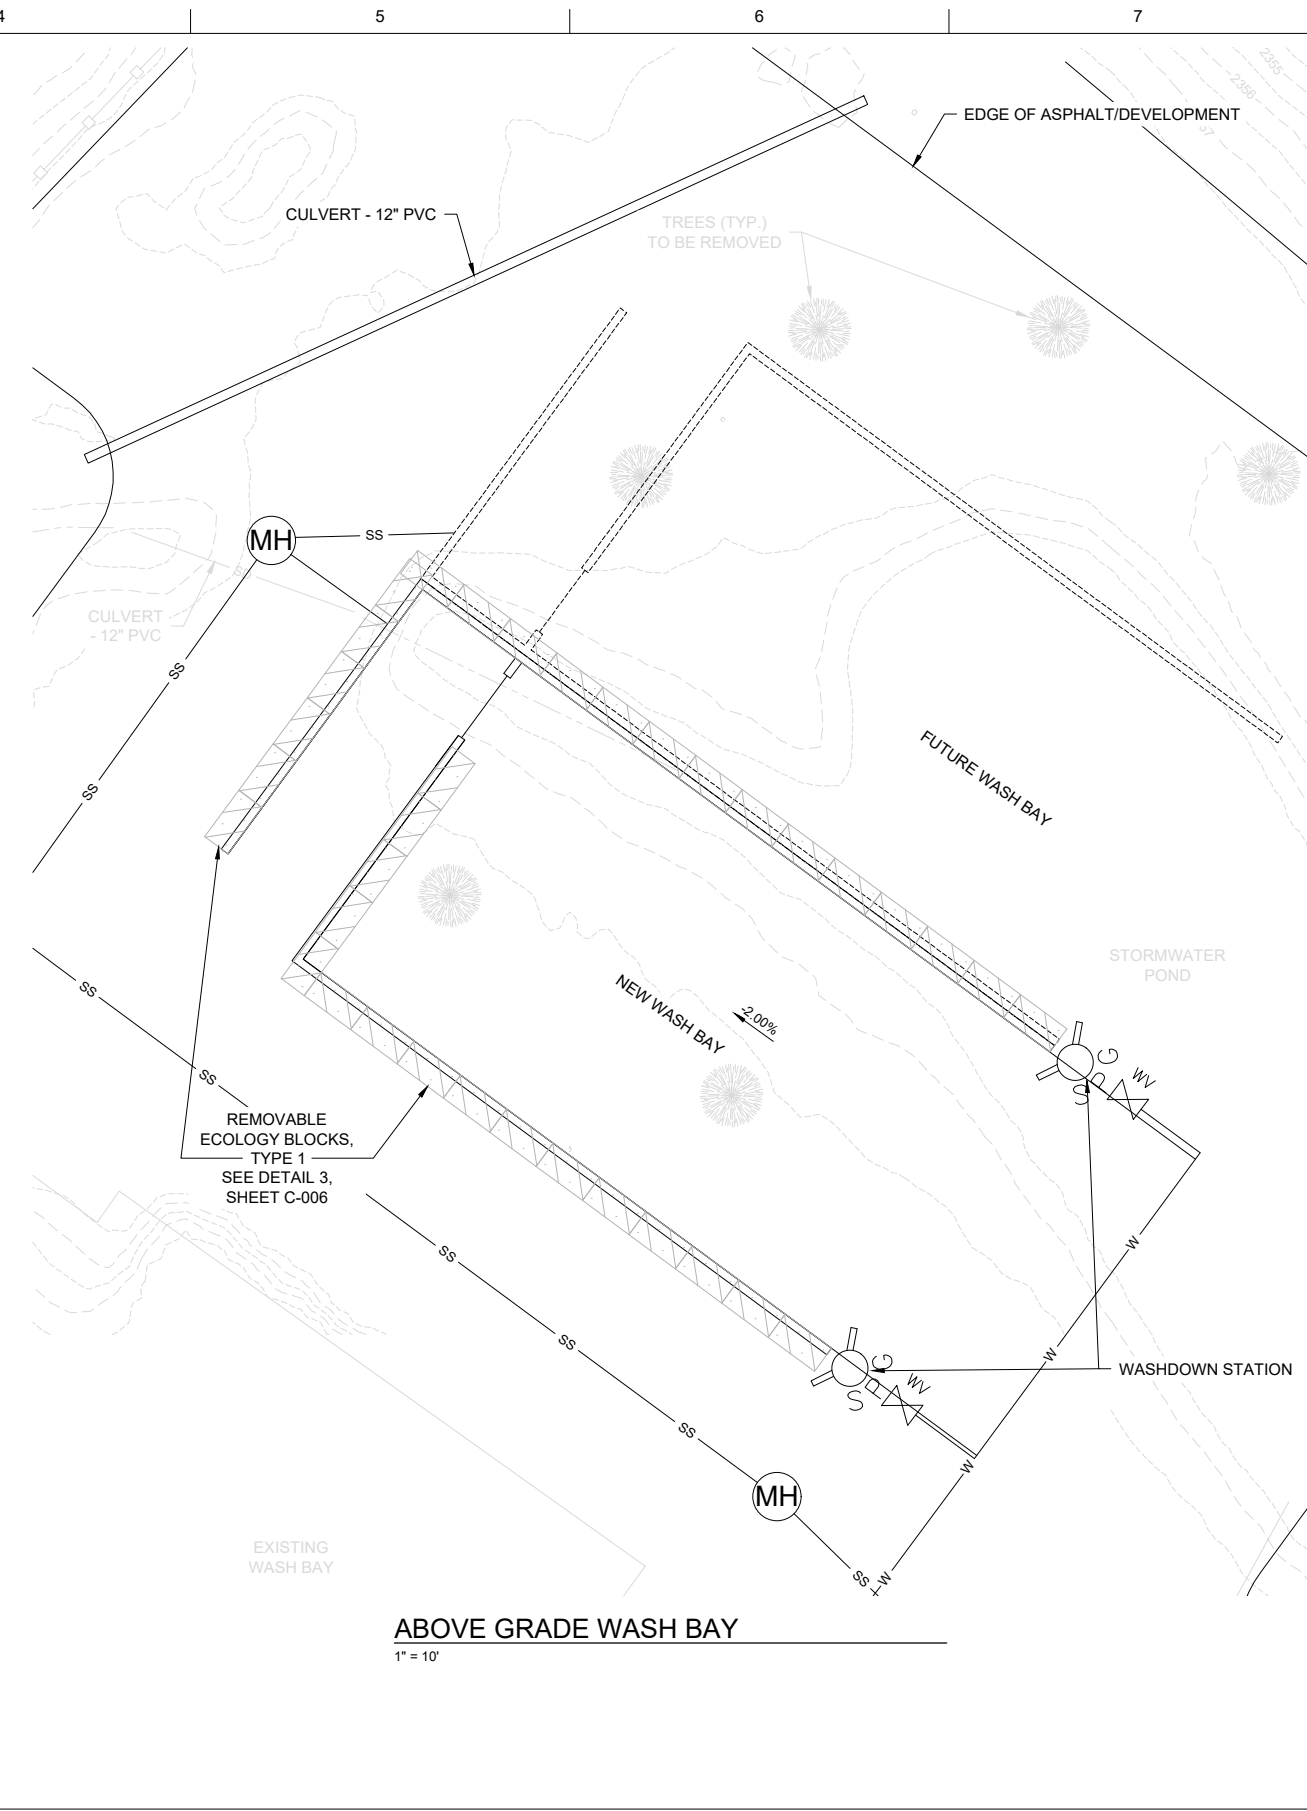 4
5
6
7
2355
2356
37
EDGE OF ASPHALT/DEVELOPMENT
CULVERT - 12" PVC
TREES (TYP.)
TO BE REMOVED
MH
SS
CULVERT
- 12" PVC
SS
SS
FUTURE WASH BAY
STORMWATER
POND
NEW WASH BAY
-2.00%
SS
SS
G
P
S
WV
REMOVABLE
ECOLOGY BLOCKS,
TYPE 1
SEE DETAIL 3,
SHEET C-006
SS
W
SS
W
G
P
S
WV
WASHDOWN STATION
SS
W
MH
EXISTING
WASH BAY
SS
W
ABOVE GRADE WASH BAY
1" = 10'